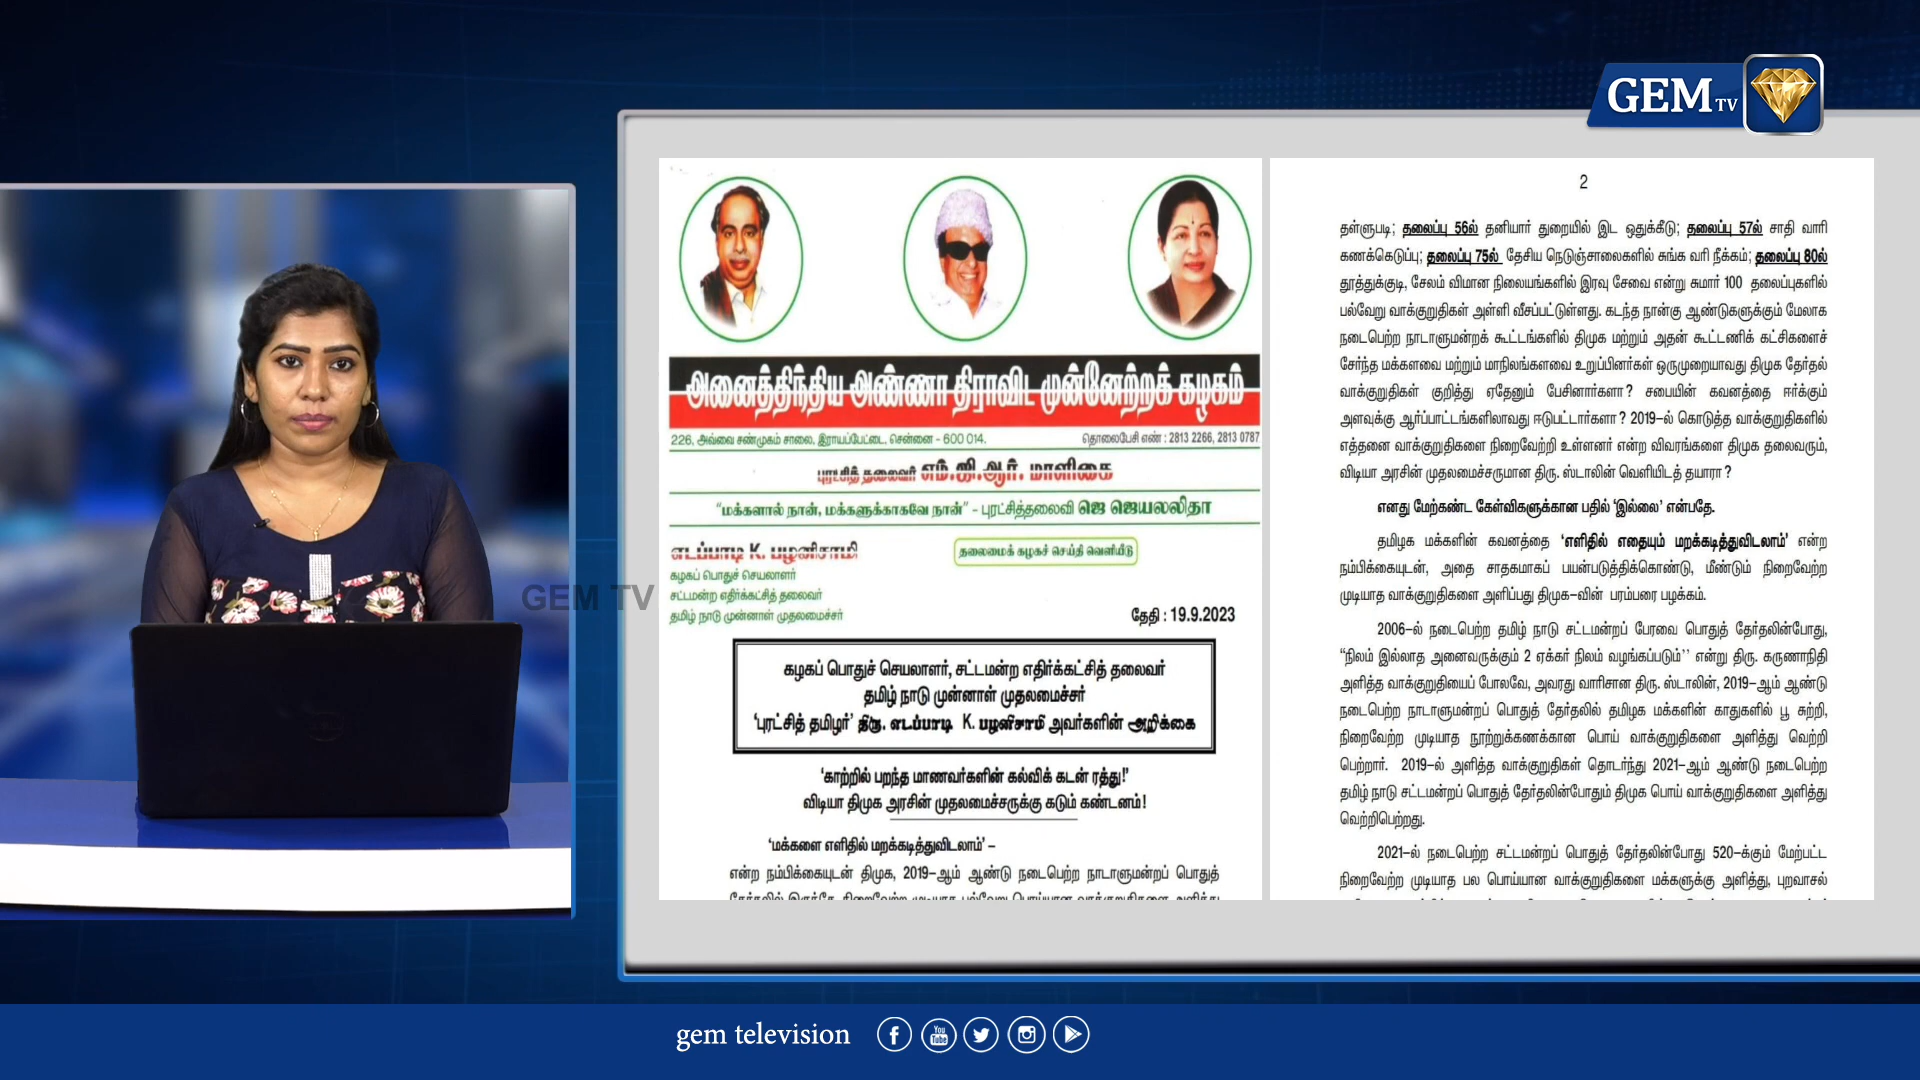 GEM TV
அனைத்திந்திய அண்ணா திராவிட முன்னேற்றக் கழகம்
226, அவ்வை சண்முகம் சாலை, இராயப்பேட்டை, சென்னை - 600 014.
தொலைபேசி எண் : 2813 2266, 2813 0787
புரட்சித் தலைவர் எம்.ஜி.ஆர். மாளிகை
“மக்களால் நான், மக்களுக்காகவே நான்” - புரட்சித்தலைவி ஜெ ஜெயலலிதா
எடப்பாடி K. பழனிசாமி
தலைமைக் கழகச் செய்தி வெளியீடு
கழகப் பொதுச் செயலாளர்
சட்டமன்ற எதிர்க்கட்சித் தலைவர்
தமிழ் நாடு முன்னாள் முதலமைச்சர்
தேதி : 19.9.2023
கழகப் பொதுச் செயலாளர், சட்டமன்ற எதிர்க்கட்சித் தலைவர்
தமிழ் நாடு முன்னாள் முதலமைச்சர்
‘புரட்சித் தமிழர்’ திரு. எடப்பாடி K. பழனிசாமி அவர்களின் அறிக்கை
‘காற்றில் பறந்த மாணவர்களின் கல்விக் கடன் ரத்து!’
விடியா திமுக அரசின் முதலமைச்சருக்கு கடும் கண்டனம்!
‘மக்களை எளிதில் மறக்கடித்துவிடலாம்’ –
என்ற நம்பிக்கையுடன் திமுக, 2019-ஆம் ஆண்டு நடைபெற்ற நாடாளுமன்றப் பொதுத்
2
தள்ளுபடி; தலைப்பு 56ல் தனியார் துறையில் இட ஒதுக்கீடு; தலைப்பு 57ல் சாதி வாரி
கணக்கெடுப்பு; தலைப்பு 75ல் தேசிய நெடுஞ்சாலைகளில் சுங்க வரி நீக்கம்; தலைப்பு 80ல்
தூத்துக்குடி, சேலம் விமான நிலையங்களில் இரவு சேவை என்று சுமார் 100 தலைப்புகளில்
பல்வேறு வாக்குறுதிகள் அள்ளி வீசப்பட்டுள்ளது. கடந்த நான்கு ஆண்டுகளுக்கும் மேலாக
நடைபெற்ற நாடாளுமன்றக் கூட்டங்களில் திமுக மற்றும் அதன் கூட்டணிக் கட்சிகளைச்
சேர்ந்த மக்களவை மற்றும் மாநிலங்களவை உறுப்பினர்கள் ஒருமுறையாவது திமுக தேர்தல்
வாக்குறுதிகள் குறித்து ஏதேனும் பேசினார்களா? சபையின் கவனத்தை ஈர்க்கும்
அளவுக்கு ஆர்ப்பாட்டங்களிலாவது ஈடுபட்டார்களா? 2019-ல் கொடுத்த வாக்குறுதிகளில்
எத்தனை வாக்குறுதிகளை நிறைவேற்றி உள்ளனர் என்ற விவரங்களை திமுக தலைவரும்,
விடியா அரசின் முதலமைச்சருமான திரு. ஸ்டாலின் வெளியிடத் தயாரா?
எனது மேற்கண்ட கேள்விகளுக்கான பதில் ‘இல்லை’ என்பதே.
தமிழக மக்களின் கவனத்தை ‘எளிதில் எதையும் மறக்கடித்துவிடலாம்’ என்ற
நம்பிக்கையுடன், அதை சாதகமாகப் பயன்படுத்திக்கொண்டு, மீண்டும் நிறைவேற்ற
முடியாத வாக்குறுதிகளை அளிப்பது திமுக-வின் பரம்பரை பழக்கம்.
2006-ல் நடைபெற்ற தமிழ் நாடு சட்டமன்றப் பேரவை பொதுத் தேர்தலின்போது,
“நிலம் இல்லாத அனைவருக்கும் 2 ஏக்கர் நிலம் வழங்கப்படும்’’ என்று திரு. கருணாநிதி
அளித்த வாக்குறுதியைப் போலவே, அவரது வாரிசான திரு. ஸ்டாலின், 2019-ஆம் ஆண்டு
நடைபெற்ற நாடாளுமன்றப் பொதுத் தேர்தலில் தமிழக மக்களின் காதுகளில் பூ சுற்றி,
நிறைவேற்ற முடியாத நூற்றுக்கணக்கான பொய் வாக்குறுதிகளை அளித்து வெற்றி
பெற்றார். 2019-ல் அளித்த வாக்குறுதிகள் தொடர்ந்து 2021-ஆம் ஆண்டு நடைபெற்ற
தமிழ் நாடு சட்டமன்றப் பொதுத் தேர்தலின்போதும் திமுக பொய் வாக்குறுதிகளை அளித்து
வெற்றிபெற்றது.
2021-ல் நடைபெற்ற சட்டமன்றப் பொதுத் தேர்தலின்போது 520-க்கும் மேற்பட்ட
நிறைவேற்ற முடியாத பல பொய்யான வாக்குறுதிகளை மக்களுக்கு அளித்து, புறவாசல்
GEM TV
gem television